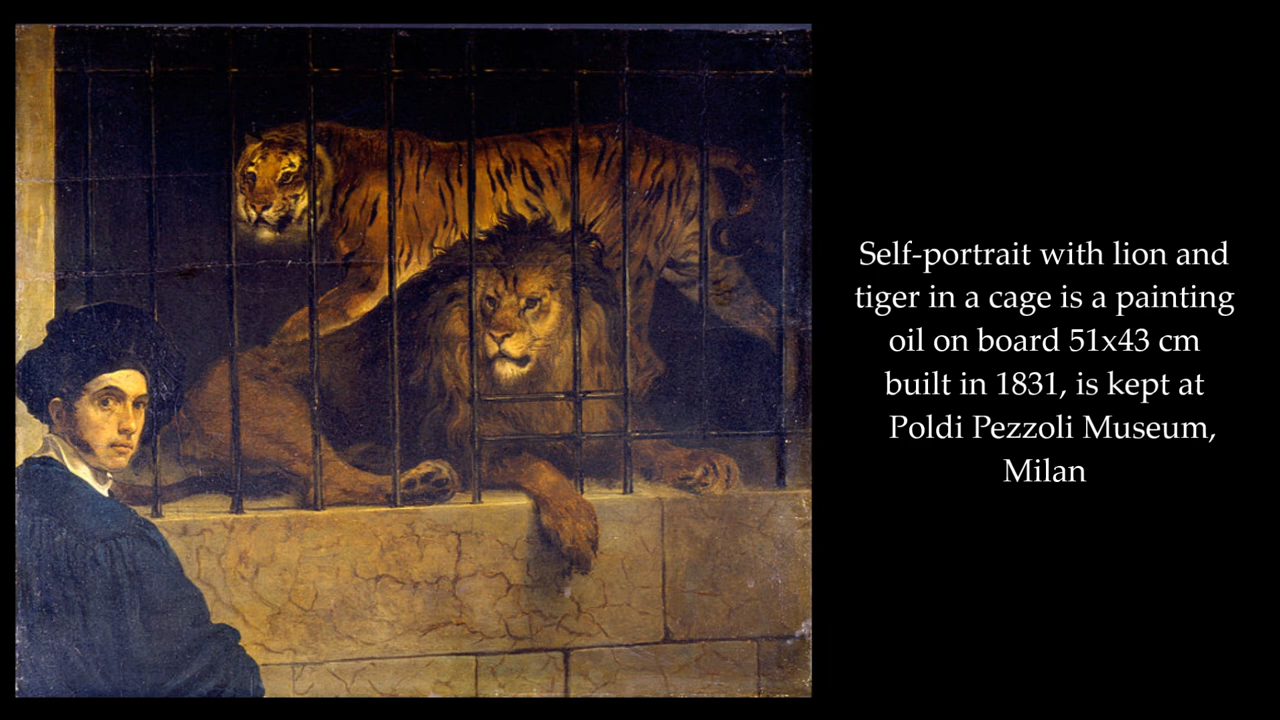 Self-portrait with lion and
tiger in a cage is a painting
oil on board 51x43 cm
built in 1831, is kept at
Poldi Pezzoli Museum,
Milan